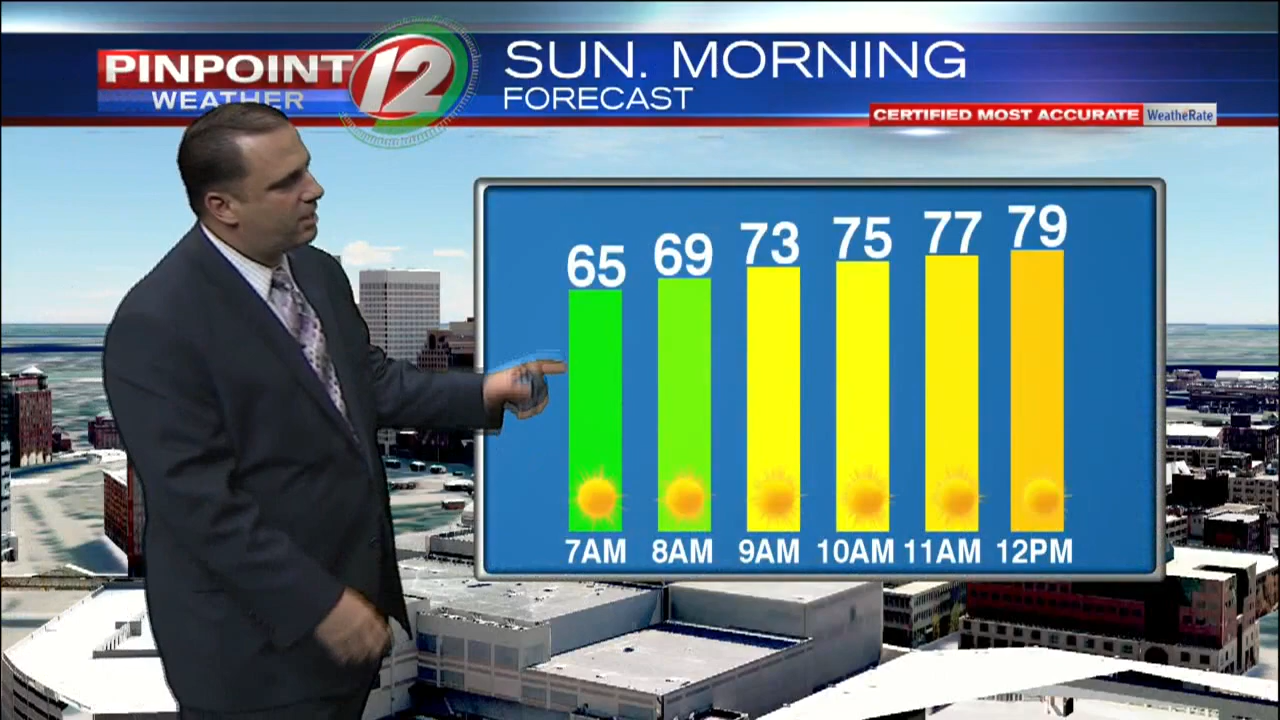 PINPOINT 12
WEATHER
SUN. MORNING
FORECAST
CERTIFIED MOST ACCURATE WeatheRate
65 69 73 75 77 79
7AM 8AM 9AM 10AM 11AM 12PM